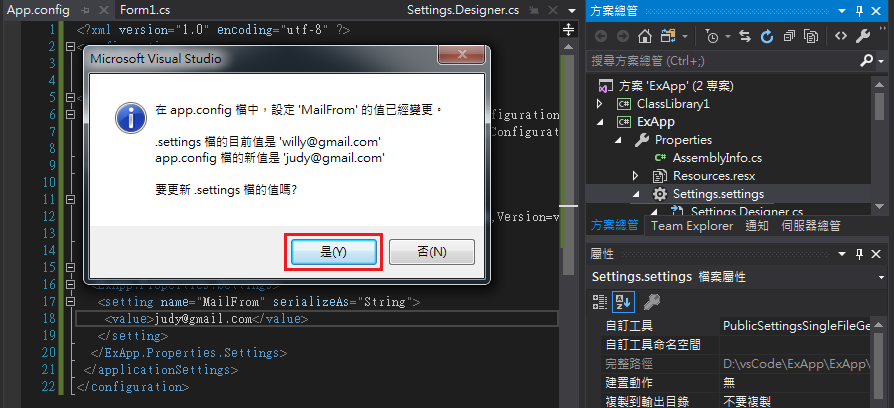 App.config
Form1.cs
Settings.Designer.cs
1 <?xml version="1.0" encoding="utf-8" ?>
2
3
4
5
6 figuration
7 Configurat
8
9
10
11
12 ,Version=v
13
14
15
16 <ExApp.Properties.Settings>
17 <setting name="MailFrom" serializeAs="String">
18 <value>judy@gmail.com</value>
19 </setting>
20 </ExApp.Properties.Settings>
21 </applicationSettings>
22 </configuration>
Microsoft Visual Studio
在 app.config 檔中，設定 'MailFrom' 的值已經變更。
.settings 檔的目前值是 'willy@gmail.com'
app.config 檔的新值是 'judy@gmail.com'
要更新 .settings 檔的值嗎?
是(Y)
否(N)
方案總管
搜尋方案總管 (Ctrl+;)
方案 'ExApp' (2 專案)
ClassLibrary1
ExApp
Properties
AssemblyInfo.cs
Resources.resx
Settings.settings
Settings.Designer.cs
方案總管 Team Explorer 通知 伺服器總管
屬性
Settings.settings 檔案屬性
自訂工具 PublicSettingsSingleFileGe
自訂工具命名空間
完整路徑 D:\vsCode\ExApp\ExApp\
建置動作 無
複製到輸出目錄 不要複製